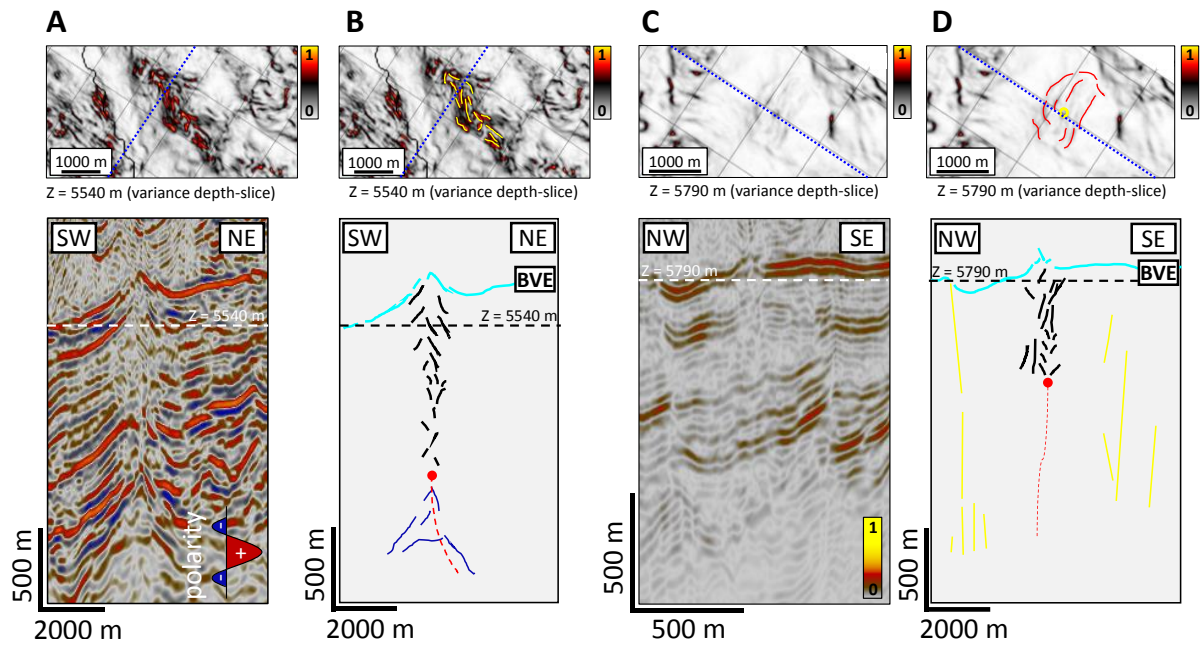 A
B
C
D
1
0
1
0
1
0
1
0
1000 m
1000 m
1000 m
1000 m
Z = 5540 m (variance depth-slice)
Z = 5540 m (variance depth-slice)
Z = 5790 m (variance depth-slice)
Z = 5790 m (variance depth-slice)
SW
NE
SW
NE
NW
SE
NW
SE
BVE
BVE
Z = 5540 m
Z = 5540 m
Z = 5790 m
Z = 5790 m
polarity
-
+
-
1
0
500 m
500 m
500 m
500 m
2000 m
2000 m
500 m
2000 m